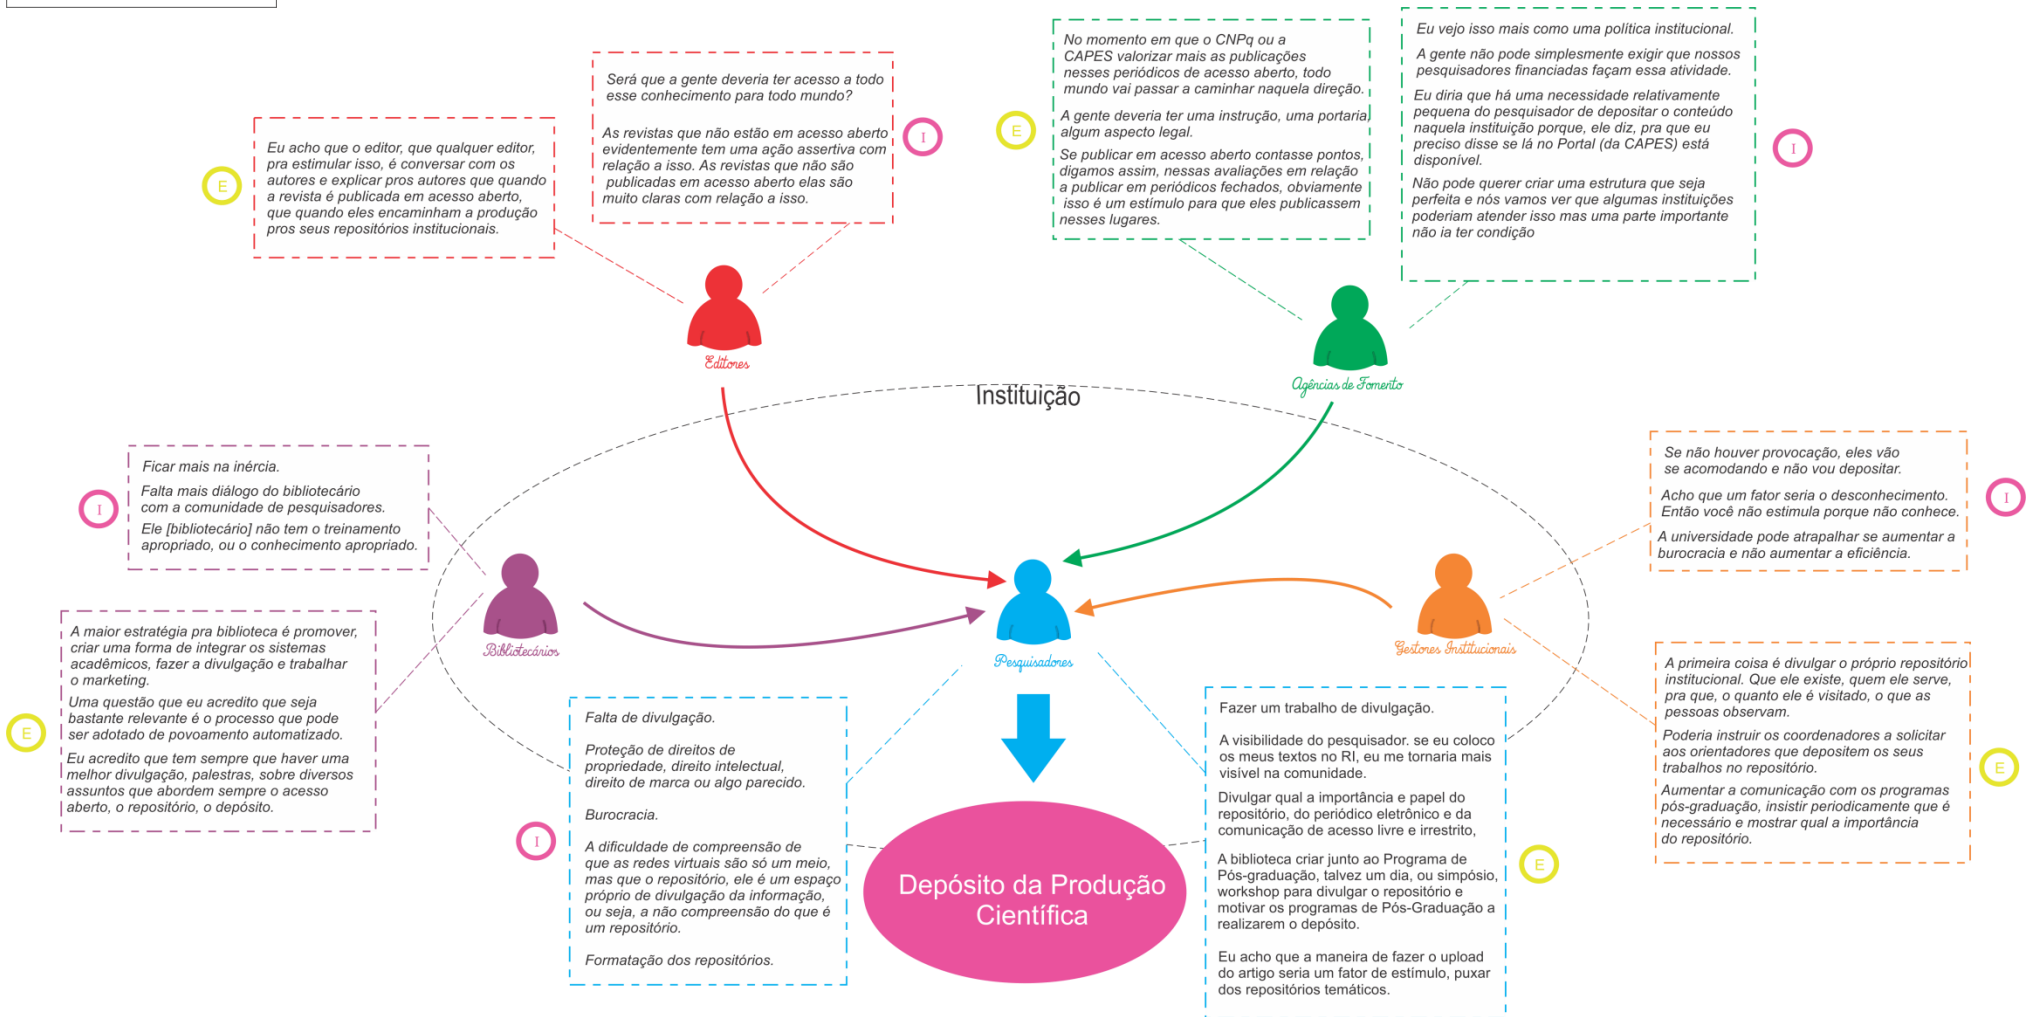 Eu acho que o editor, que qualquer editor,
pra estimular isso, é conversar com os
autores e explicar pros autores que quando
a revista é publicada em acesso aberto,
que quando eles encaminham a produção
pros seus repositórios institucionais.
E
Será que a gente deveria ter acesso a todo
esse conhecimento para todo mundo?
As revistas que não estão em acesso aberto
evidentemente tem uma ação assertiva com
relação a isso. As revistas que não são
publicadas em acesso aberto elas são
muito claras com relação a isso.
I
Editores
E
No momento em que o CNPq ou a
CAPES valorizar mais as publicações
nesses periódicos de acesso aberto, todo
mundo vai passar a caminhar naquela direção.
A gente deveria ter uma instrução, uma portaria,
algum aspecto legal.
Se publicar em acesso aberto contasse pontos,
digamos assim, nessas avaliações em relação
a publicar em periódicos fechados, obviamente
isso é um estímulo para que eles publicassem
nesses lugares.
Eu vejo isso mais como uma política institucional.
A gente não pode simplesmente exigir que nossos
pesquisadores financiadas façam essa atividade.
Eu diria que há uma necessidade relativamente
pequena do pesquisador de depositar o conteúdo
naquela instituição porque, ele diz, pra que eu
preciso disse se lá no Portal (da CAPES) está
disponível.
Não pode querer criar uma estrutura que seja
perfeita e nós vamos ver que algumas instituições
poderiam atender isso mas uma parte importante
não ia ter condição
I
Agências de Fomento
Instituição
I
Ficar mais na inércia.
Falta mais diálogo do bibliotecário
com a comunidade de pesquisadores.
Ele [bibliotecário] não tem o treinamento
apropriado, ou o conhecimento apropriado.
E
A maior estratégia pra biblioteca é promover,
criar uma forma de integrar os sistemas
acadêmicos, fazer a divulgação e trabalhar
o marketing.
Uma questão que eu acredito que seja
bastante relevante é o processo que pode
ser adotado de povoamento automatizado.
Eu acredito que tem sempre que haver uma
melhor divulgação, palestras, sobre diversos
assuntos que abordem sempre o acesso
aberto, o repositório, o depósito.
Bibliotecários
Pesquisadores
Gestores Institucionais
Se não houver provocação, eles vão
se acomodando e não vou depositar.
Acho que um fator seria o desconhecimento.
Então você não estimula porque não conhece.
A universidade pode atrapalhar se aumentar a
burocracia e não aumentar a eficiência.
I
A primeira coisa é divulgar o próprio repositório
institucional. Que ele existe, quem ele serve,
pra que, o quanto ele é visitado, o que as
pessoas observam.
Poderia instruir os coordenadores a solicitar
aos orientadores que depositem os seus
trabalhos no repositório.
Aumentar a comunicação com os programas
pós-graduação, insistir periodicamente que é
necessário e mostrar qual a importância
do repositório.
E
I
Falta de divulgação.
Proteção de direitos de
propriedade, direito intelectual,
direito de marca ou algo parecido.
Burocracia.
A dificuldade de compreensão de
que as redes virtuais são só um meio,
mas que o repositório, ele é um espaço
próprio de divulgação da informação,
ou seja, a não compreensão do que é
um repositório.
Formatação dos repositórios.
Depósito da Produção
Científica
Fazer um trabalho de divulgação.
A visibilidade do pesquisador. se eu coloco
os meus textos no RI, eu me tornaria mais
visível na comunidade.
Divulgar qual a importância e papel do
repositório, do periódico eletrônico e da
comunicação de acesso livre e irrestrito,
A biblioteca criar junto ao Programa de
Pós-graduação, talvez um dia, ou simpósio,
workshop para divulgar o repositório e
motivar os programas de Pós-Graduação a
realizarem o depósito.
Eu acho que a maneira de fazer o upload
do artigo seria um fator de estímulo, puxar
dos repositórios temáticos.
E